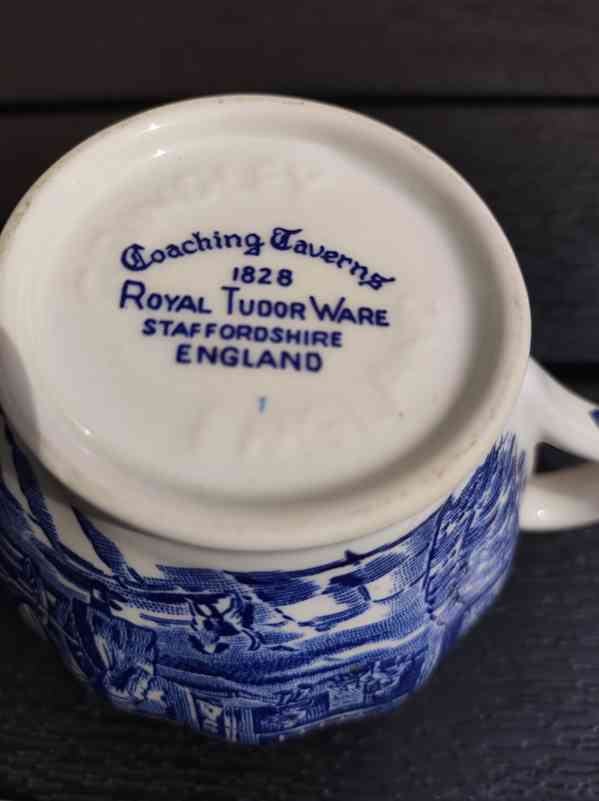 Coaching Taverns
1828
ROYAL TUDOR WARE
STAFFORDSHIRE
ENGLAND
1